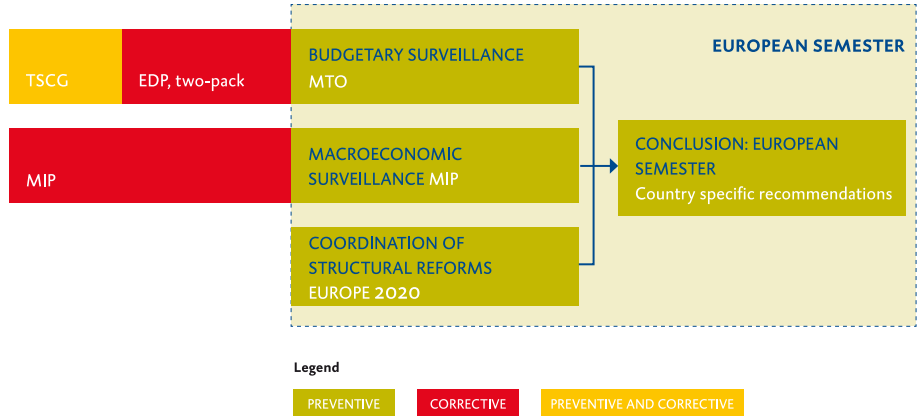 EUROPEAN SEMESTER
TSCG
EDP, two-pack
BUDGETARY SURVEILLANCE
MTO
MIP
MACROECONOMIC
SURVEILLANCE MIP
COORDINATION OF
STRUCTURAL REFORMS
EUROPE 2020
CONCLUSION: EUROPEAN
SEMESTER
Country specific recommendations
Legend
PREVENTIVE
CORRECTIVE
PREVENTIVE AND CORRECTIVE